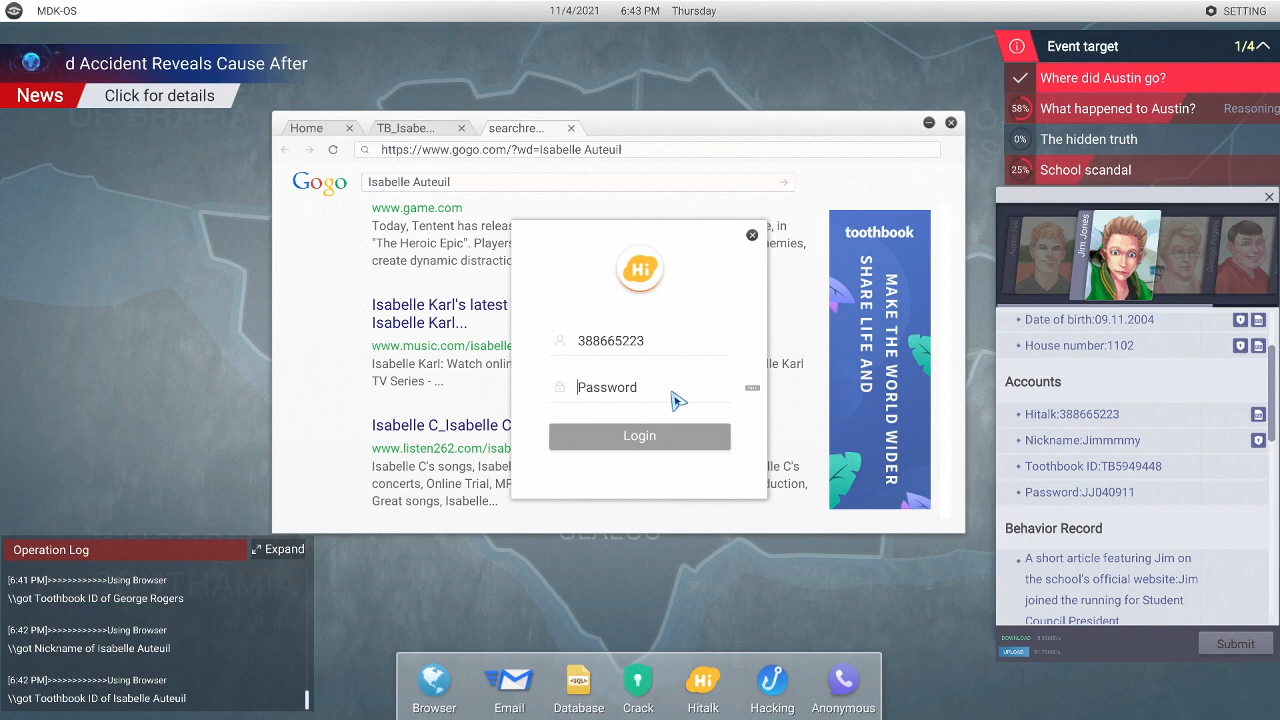 MDK-OS
11/4/2021 6:43 PM Thursday
SETTING
d Accident Reveals Cause After
News Click for details
Event target 1/4
Where did Austin go?
58% What happened to Austin? Reasoning
0% The hidden truth
25% School scandal
Home TB_Isabe... searchre...
https://www.gogo.com/?wd=Isabelle Auteuil
Gogo Isabelle Auteuil
www.game.com
Today, Tentent has releas
e, in
"The Heroic Epic". Players
emies,
create dynamic distractio
Isabelle Karl's latest
Isabelle Karl...
www.music.com/isabelle
Isabelle Karl: Watch online
le Karl
TV Series - ...
Isabelle C_Isabelle C
www.listen262.com/isab
Isabelle C's songs, Isabel
le C's
concerts, Online Trial, MP
duction,
Great songs, Isabelle...
Hi
388665223
Password
Login
toothbook
SHARE LIFE AND
MAKE THE WORLD WIDER
Jim Jones
Date of birth:09.11.2004
House number:1102
Accounts
Hitalk:388665223
Nickname:Jimmmmy
Toothbook ID:TB5949448
Password:JJ040911
Behavior Record
A short article featuring Jim on
the school's official website:Jim
joined the running for Student
Council President
DOWNLOAD
UPLOAD
Submit
Operation Log Expand
[6:41 PM]>>>>>>>>>>>>Using Browser
\\got Toothbook ID of George Rogers
[6:42 PM]>>>>>>>>>>>>Using Browser
\\got Nickname of Isabelle Auteuil
[6:42 PM]>>>>>>>>>>>>Using Browser
\\got Toothbook ID of Isabelle Auteuil
<SQL>
Hi
Browser Email Database Crack Hitalk Hacking Anonymous